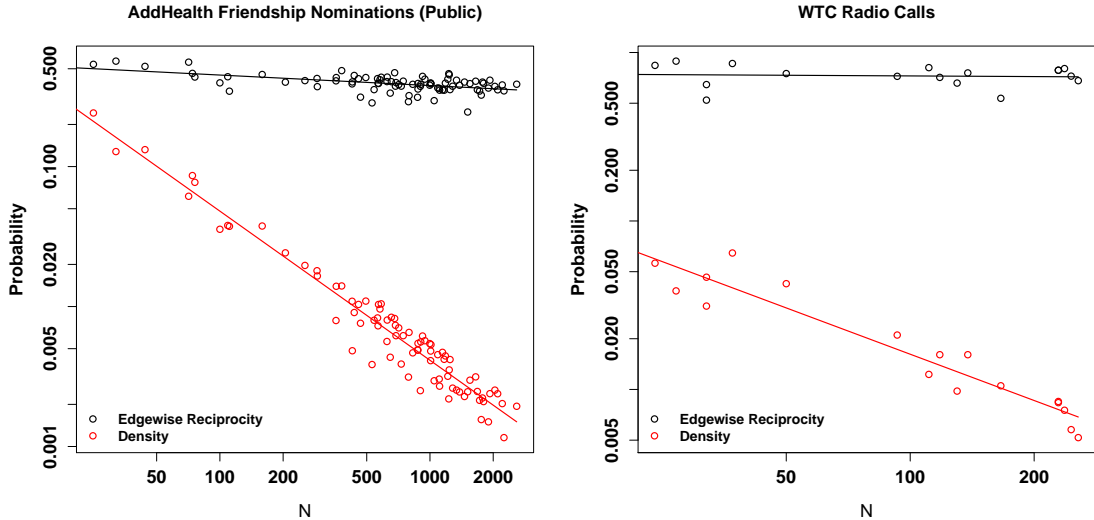 AddHealth Friendship Nominations (Public)
Probability
0.500
0.100
0.020
0.005
0.001
Edgewise Reciprocity
Density
50 100 200 500 1000 2000
N
WTC Radio Calls
Probability
0.500
0.200
0.050
0.020
0.005
Edgewise Reciprocity
Density
50 100 200
N